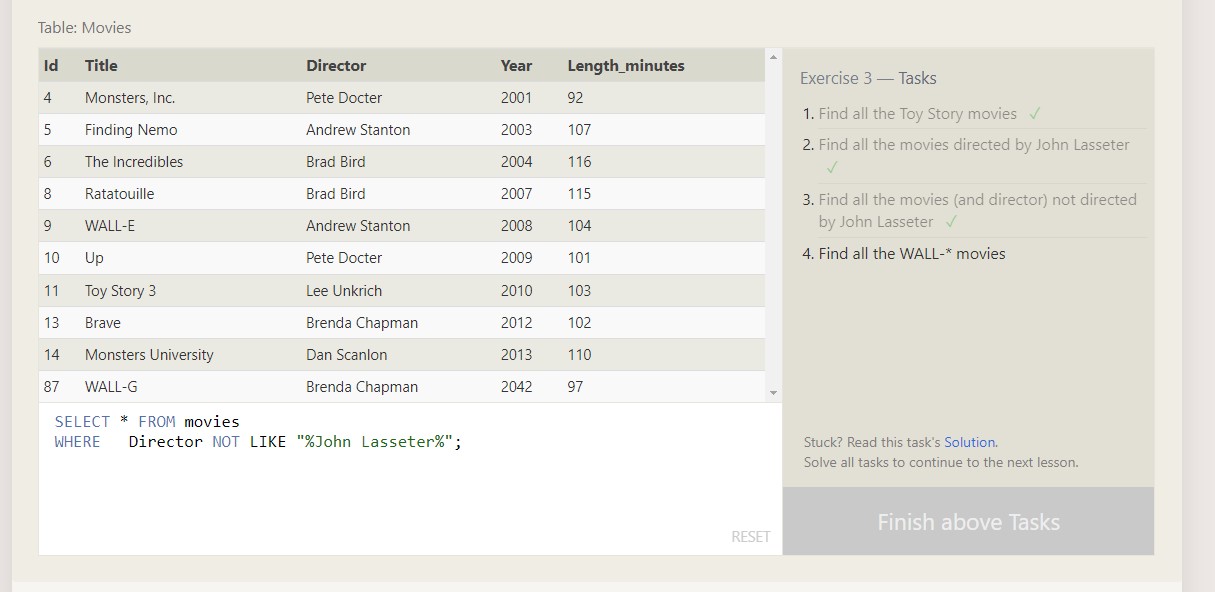 Table: Movies
Id Title Director Year Length_minutes
4 Monsters, Inc. Pete Docter 2001 92
5 Finding Nemo Andrew Stanton 2003 107
6 The Incredibles Brad Bird 2004 116
8 Ratatouille Brad Bird 2007 115
9 WALL-E Andrew Stanton 2008 104
10 Up Pete Docter 2009 101
11 Toy Story 3 Lee Unkrich 2010 103
13 Brave Brenda Chapman 2012 102
14 Monsters University Dan Scanlon 2013 110
87 WALL-G Brenda Chapman 2042 97
SELECT * FROM movies
WHERE   Director NOT LIKE "%John Lasseter%";
RESET
Exercise 3 — Tasks
1. Find all the Toy Story movies ✓
2. Find all the movies directed by John Lasseter
✓
3. Find all the movies (and director) not directed
by John Lasseter ✓
4. Find all the WALL-* movies
Stuck? Read this task's Solution.
Solve all tasks to continue to the next lesson.
Finish above Tasks